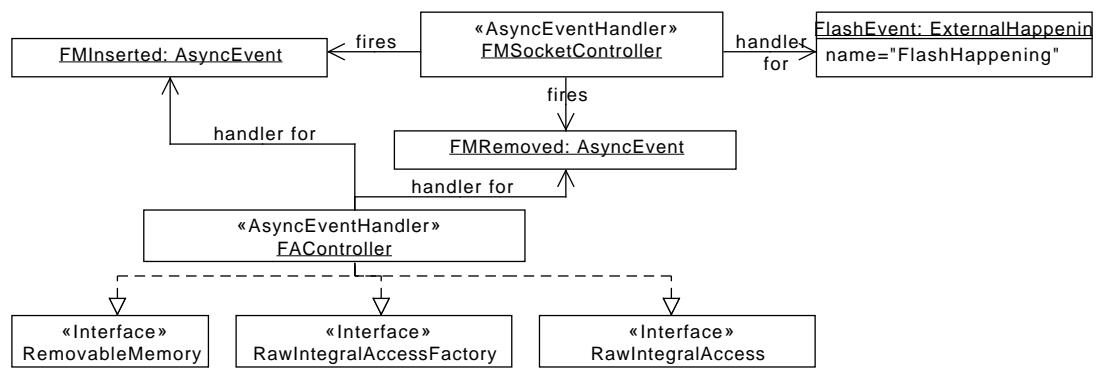 «AsyncEventHandler»
FMSocketController
FMInserted: AsyncEvent
fires
handler
for
FlashEvent: ExternalHappenin
name="FlashHappening"
fires
handler for
FMRemoved: AsyncEvent
handler for
«AsyncEventHandler»
FAController
«Interface»
RemovableMemory
«Interface»
RawIntegralAccessFactory
«Interface»
RawIntegralAccess